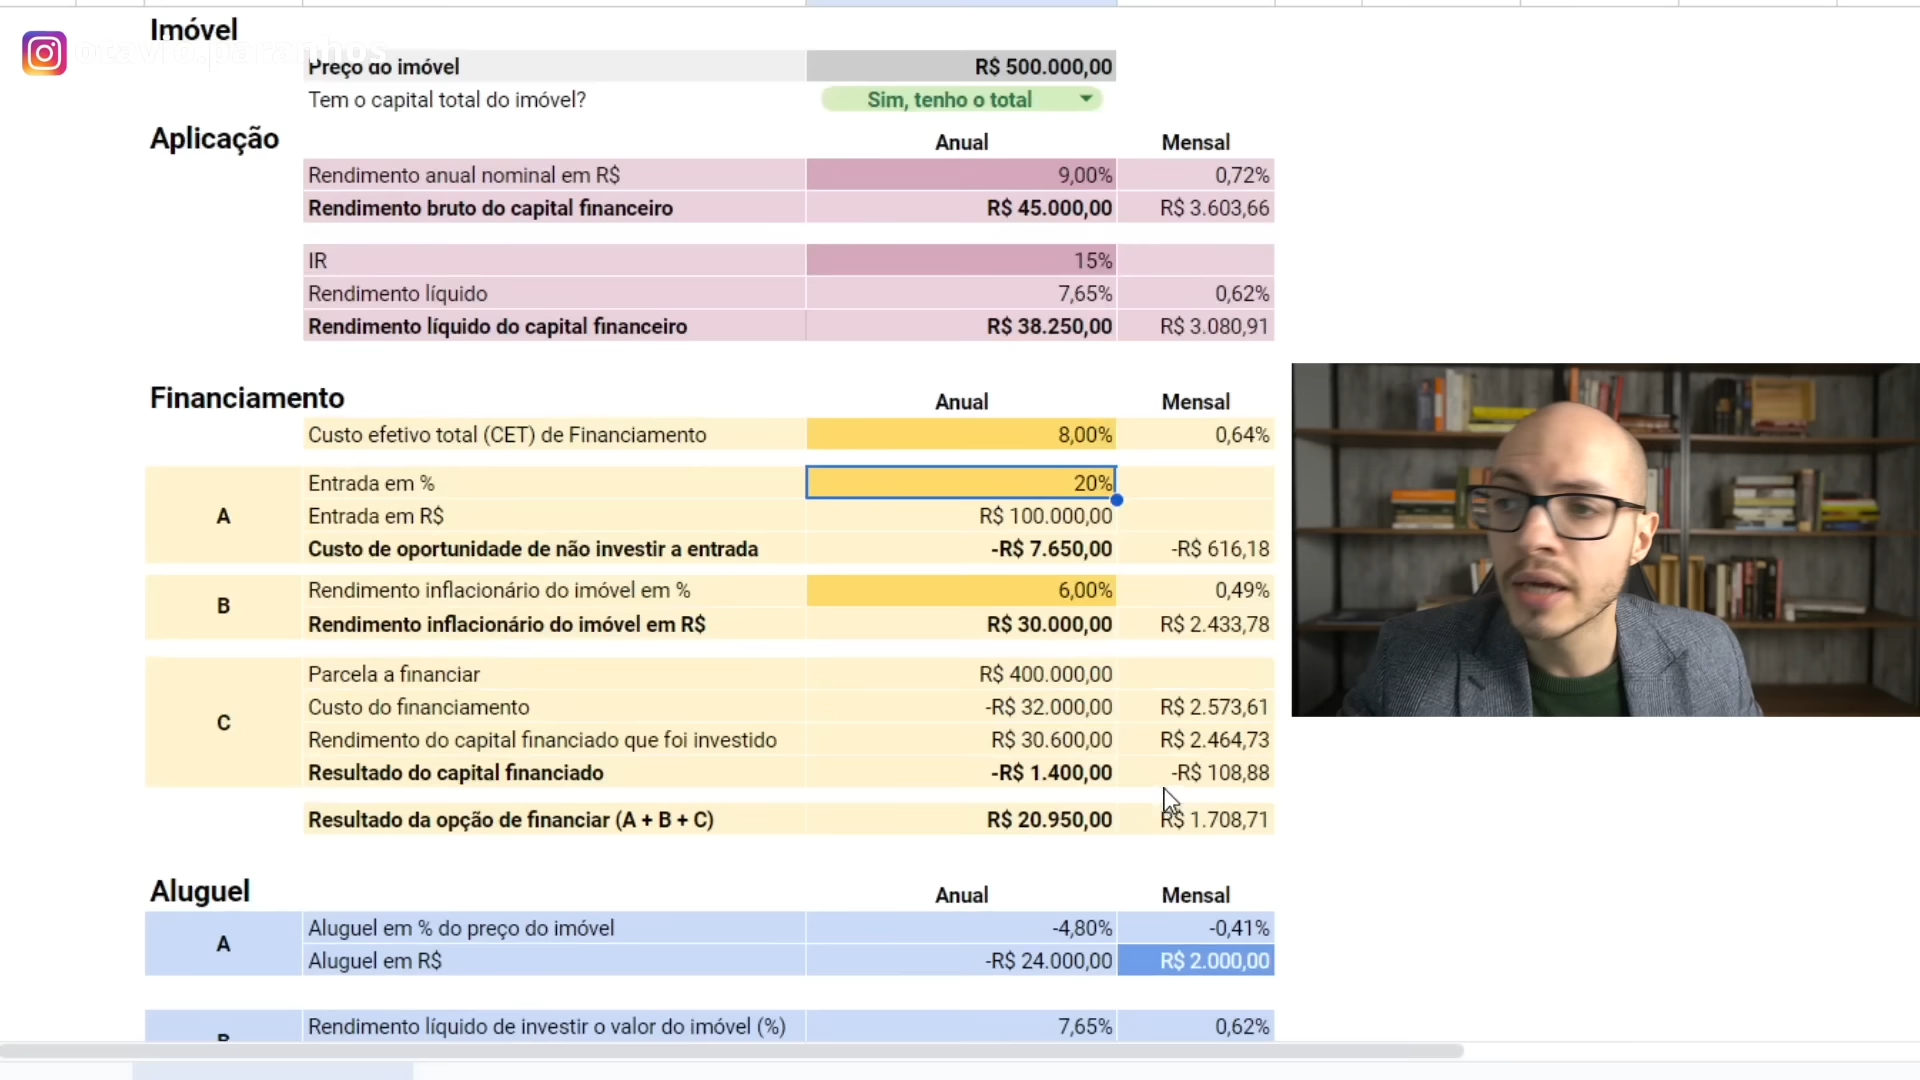 Imóvel
otavio.paranhos
Preço do imóvel R$ 500.000,00
Tem o capital total do imóvel? Sim, tenho o total
Aplicação Anual Mensal
Rendimento anual nominal em R$ 9,00% 0,72%
Rendimento bruto do capital financeiro R$ 45.000,00 R$ 3.603,66
IR 15%
Rendimento líquido 7,65% 0,62%
Rendimento líquido do capital financeiro R$ 38.250,00 R$ 3.080,91
Financiamento Anual Mensal
Custo efetivo total (CET) de Financiamento 8,00% 0,64%
A
Entrada em % 20%
Entrada em R$ R$ 100.000,00
Custo de oportunidade de não investir a entrada -R$ 7.650,00 -R$ 616,18
B
Rendimento inflacionário do imóvel em % 6,00% 0,49%
Rendimento inflacionário do imóvel em R$ R$ 30.000,00 R$ 2.433,78
C
Parcela a financiar R$ 400.000,00
Custo do financiamento -R$ 32.000,00 R$ 2.573,61
Rendimento do capital financiado que foi investido R$ 30.600,00 R$ 2.464,73
Resultado do capital financiado -R$ 1.400,00 -R$ 108,88
Resultado da opção de financiar (A + B + C) R$ 20.950,00 R$ 1.708,71
Aluguel Anual Mensal
A
Aluguel em % do preço do imóvel -4,80% -0,41%
Aluguel em R$ -R$ 24.000,00 R$ 2.000,00
B
Rendimento líquido de investir o valor do imóvel (%) 7,65% 0,62%